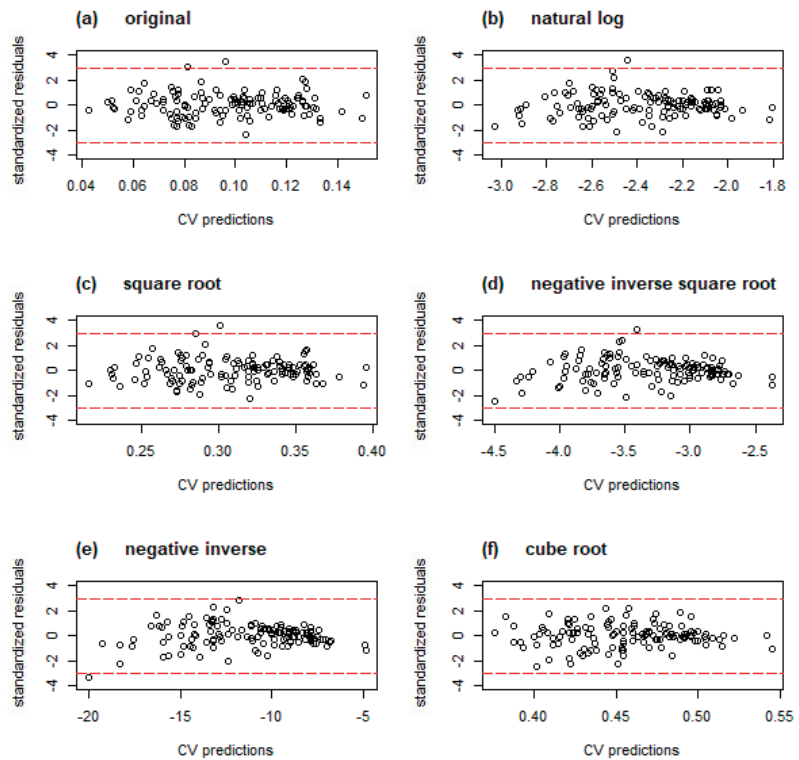 (a) original
standardized residuals
4
2
0
-2
-4
0.04 0.06 0.08 0.10 0.12 0.14
CV predictions
(b) natural log
standardized residuals
4
2
0
-2
-4
-3.0 -2.8 -2.6 -2.4 -2.2 -2.0 -1.8
CV predictions
(c) square root
standardized residuals
4
2
0
-2
-4
0.25 0.30 0.35 0.40
CV predictions
(d) negative inverse square root
standardized residuals
4
2
0
-2
-4
-4.5 -4.0 -3.5 -3.0 -2.5
CV predictions
(e) negative inverse
standardized residuals
4
2
0
-2
-4
-20 -15 -10 -5
CV predictions
(f) cube root
standardized residuals
4
2
0
-2
-4
0.40 0.45 0.50 0.55
CV predictions